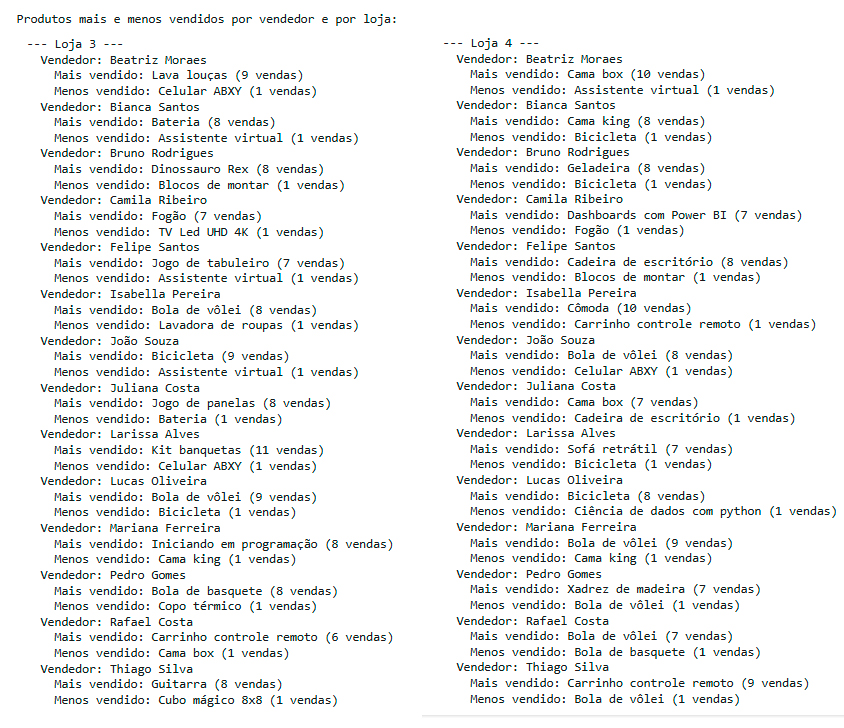 Produtos mais e menos vendidos por vendedor e por loja:
--- Loja 3 ---
Vendedor: Beatriz Moraes
Mais vendido: Lava louças (9 vendas)
Menos vendido: Celular ABXY (1 vendas)
Vendedor: Bianca Santos
Mais vendido: Bateria (8 vendas)
Menos vendido: Assistente virtual (1 vendas)
Vendedor: Bruno Rodrigues
Mais vendido: Dinossauro Rex (8 vendas)
Menos vendido: Blocos de montar (1 vendas)
Vendedor: Camila Ribeiro
Mais vendido: Fogão (7 vendas)
Menos vendido: TV Led UHD 4K (1 vendas)
Vendedor: Felipe Santos
Mais vendido: Jogo de tabuleiro (7 vendas)
Menos vendido: Assistente virtual (1 vendas)
Vendedor: Isabella Pereira
Mais vendido: Bola de vôlei (8 vendas)
Menos vendido: Lavadora de roupas (1 vendas)
Vendedor: João Souza
Mais vendido: Bicicleta (9 vendas)
Menos vendido: Assistente virtual (1 vendas)
Vendedor: Juliana Costa
Mais vendido: Jogo de panelas (8 vendas)
Menos vendido: Bateria (1 vendas)
Vendedor: Larissa Alves
Mais vendido: Kit banquetas (11 vendas)
Menos vendido: Celular ABXY (1 vendas)
Vendedor: Lucas Oliveira
Mais vendido: Bola de vôlei (9 vendas)
Menos vendido: Bicicleta (1 vendas)
Vendedor: Mariana Ferreira
Mais vendido: Iniciando em programação (8 vendas)
Menos vendido: Cama king (1 vendas)
Vendedor: Pedro Gomes
Mais vendido: Bola de basquete (8 vendas)
Menos vendido: Copo térmico (1 vendas)
Vendedor: Rafael Costa
Mais vendido: Carrinho controle remoto (6 vendas)
Menos vendido: Cama box (1 vendas)
Vendedor: Thiago Silva
Mais vendido: Guitarra (8 vendas)
Menos vendido: Cubo mágico 8x8 (1 vendas)
--- Loja 4 ---
Vendedor: Beatriz Moraes
Mais vendido: Cama box (10 vendas)
Menos vendido: Assistente virtual (1 vendas)
Vendedor: Bianca Santos
Mais vendido: Cama king (8 vendas)
Menos vendido: Bicicleta (1 vendas)
Vendedor: Bruno Rodrigues
Mais vendido: Geladeira (8 vendas)
Menos vendido: Bicicleta (1 vendas)
Vendedor: Camila Ribeiro
Mais vendido: Dashboards com Power BI (7 vendas)
Menos vendido: Fogão (1 vendas)
Vendedor: Felipe Santos
Mais vendido: Cadeira de escritório (8 vendas)
Menos vendido: Blocos de montar (1 vendas)
Vendedor: Isabella Pereira
Mais vendido: Cômoda (10 vendas)
Menos vendido: Carrinho controle remoto (1 vendas)
Vendedor: João Souza
Mais vendido: Bola de vôlei (8 vendas)
Menos vendido: Celular ABXY (1 vendas)
Vendedor: Juliana Costa
Mais vendido: Cama box (7 vendas)
Menos vendido: Cadeira de escritório (1 vendas)
Vendedor: Larissa Alves
Mais vendido: Sofá retrátil (7 vendas)
Menos vendido: Bicicleta (1 vendas)
Vendedor: Lucas Oliveira
Mais vendido: Bicicleta (8 vendas)
Menos vendido: Ciência de dados com python (1 vendas)
Vendedor: Mariana Ferreira
Mais vendido: Bola de vôlei (9 vendas)
Menos vendido: Cama king (1 vendas)
Vendedor: Pedro Gomes
Mais vendido: Xadrez de madeira (7 vendas)
Menos vendido: Bola de vôlei (1 vendas)
Vendedor: Rafael Costa
Mais vendido: Bola de vôlei (7 vendas)
Menos vendido: Bola de basquete (1 vendas)
Vendedor: Thiago Silva
Mais vendido: Carrinho controle remoto (9 vendas)
Menos vendido: Bola de vôlei (1 vendas)